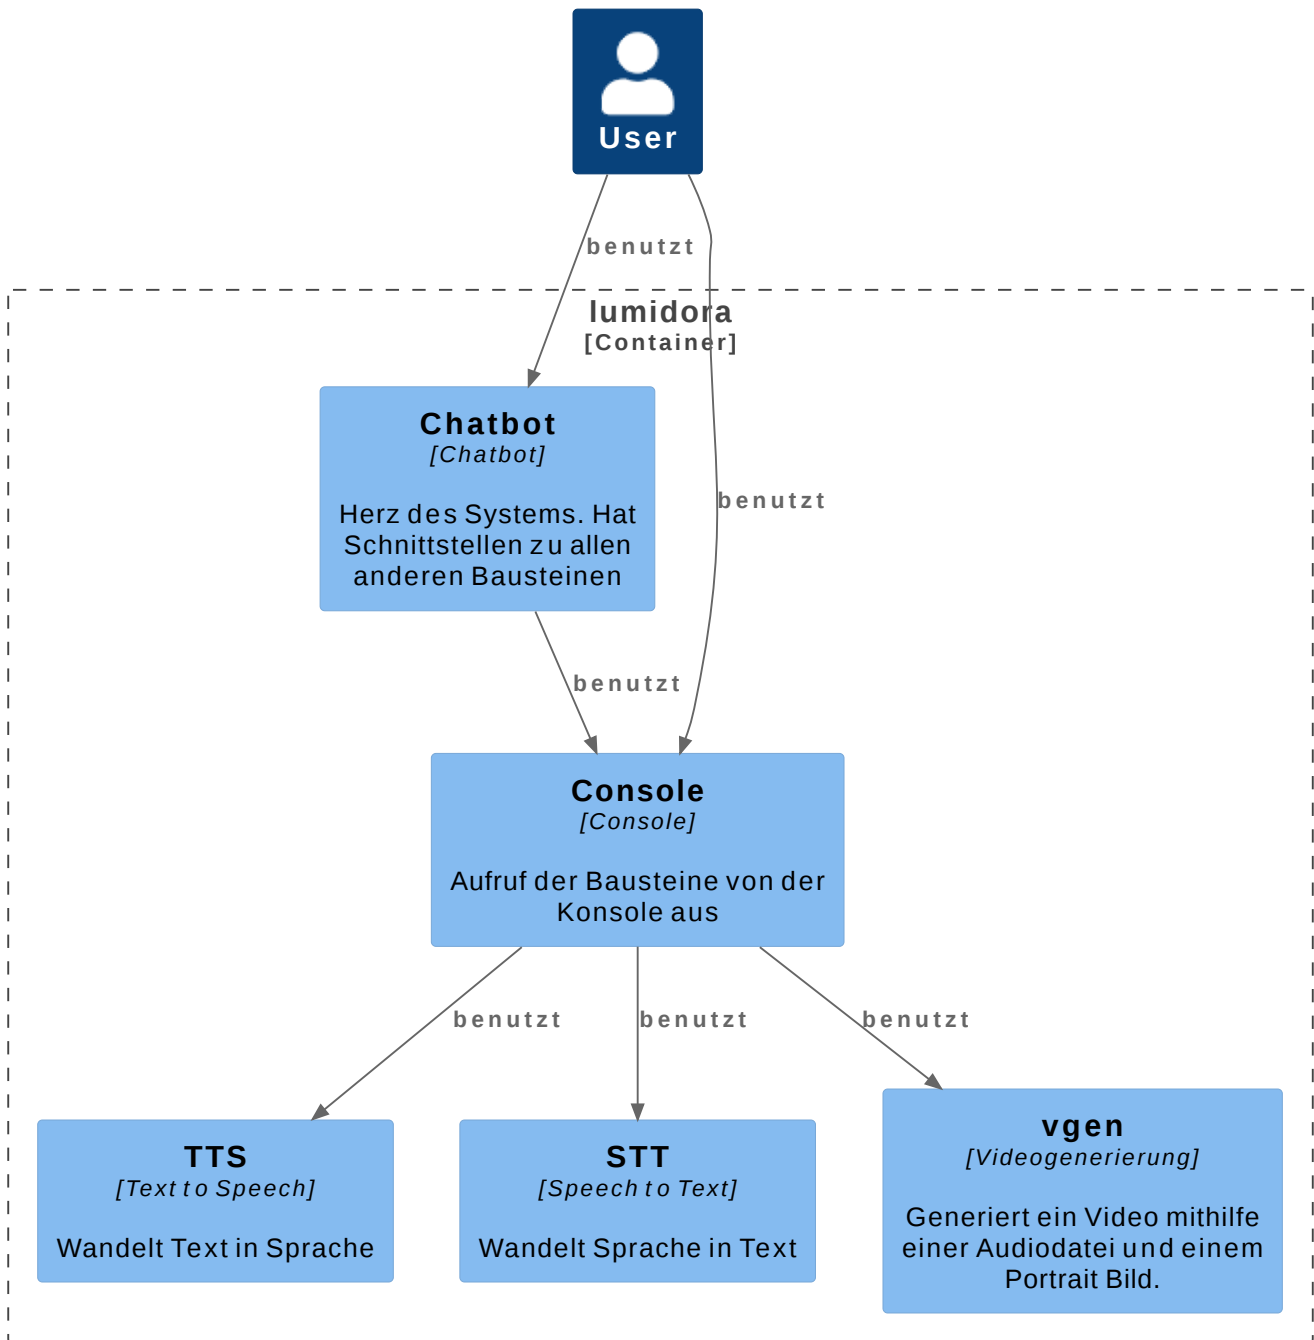 User
benutzt
lumidora
[Container]
Chatbot
[Chatbot]
Herz des Systems. Hat
Schnittstellen zu allen
anderen Bausteinen
benutzt
benutzt
Console
[Console]
Aufruf der Bausteine von der
Konsole aus
benutzt
benutzt
benutzt
TTS
[Text to Speech]
Wandelt Text in Sprache
STT
[Speech to Text]
Wandelt Sprache in Text
vgen
[Videogenerierung]
Generiert ein Video mithilfe
einer Audiodatei und einem
Portrait Bild.